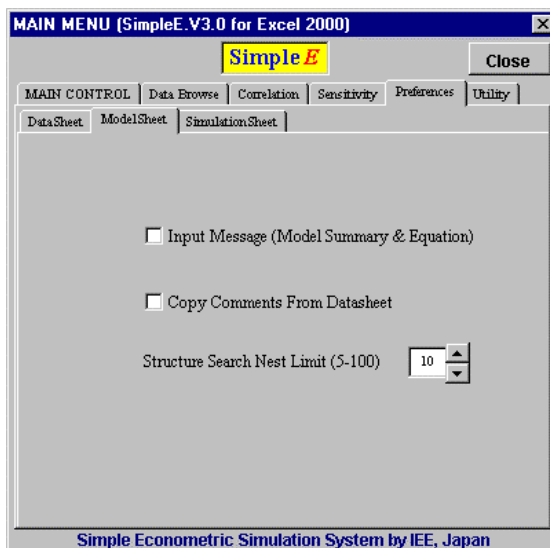 MAIN MENU (SimpleE.V3.0 for Excel 2000)
Simple E
Close
MAIN CONTROL Data Browse Correlation Sensitivity Preferences Utility
DataSheet ModelSheet SimulationSheet
Input Message (Model Summary & Equation)
Copy Comments From Datasheet
Structure Search Nest Limit (5-100) 10
Simple Econometric Simulation System by IEE, Japan